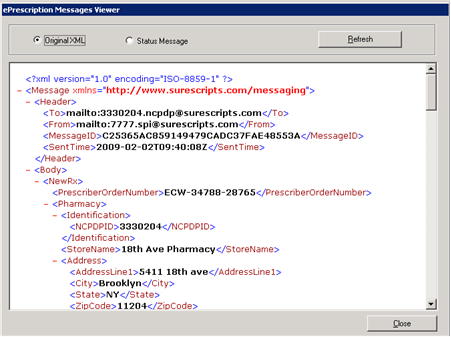 ePrescription Messages Viewer
Original XML Status Message Refresh
<?xml version="1.0" encoding="ISO-8859-1" ?>
- <Message xmlns="http://www.surescripts.com/messaging">
- <Header>
<To>mailto:3330204.ncpdp@surescripts.com</To>
<From>mailto:7777.spi@surescripts.com</From>
<MessageID>C25365AC859149479CADC37FAE48553A</MessageID>
<SentTime>2009-02-02T09:40:08Z</SentTime>
</Header>
- <Body>
- <NewRx>
<PrescriberOrderNumber>ECW-34788-28765</PrescriberOrderNumber>
- <Pharmacy>
- <Identification>
<NCPDPID>3330204</NCPDPID>
</Identification>
<StoreName>18th Ave Pharmacy</StoreName>
- <Address>
<AddressLine1>5411 18th ave</AddressLine1>
<City>Brooklyn</City>
<State>NY</State>
<ZipCode>11204</ZipCode>
Close